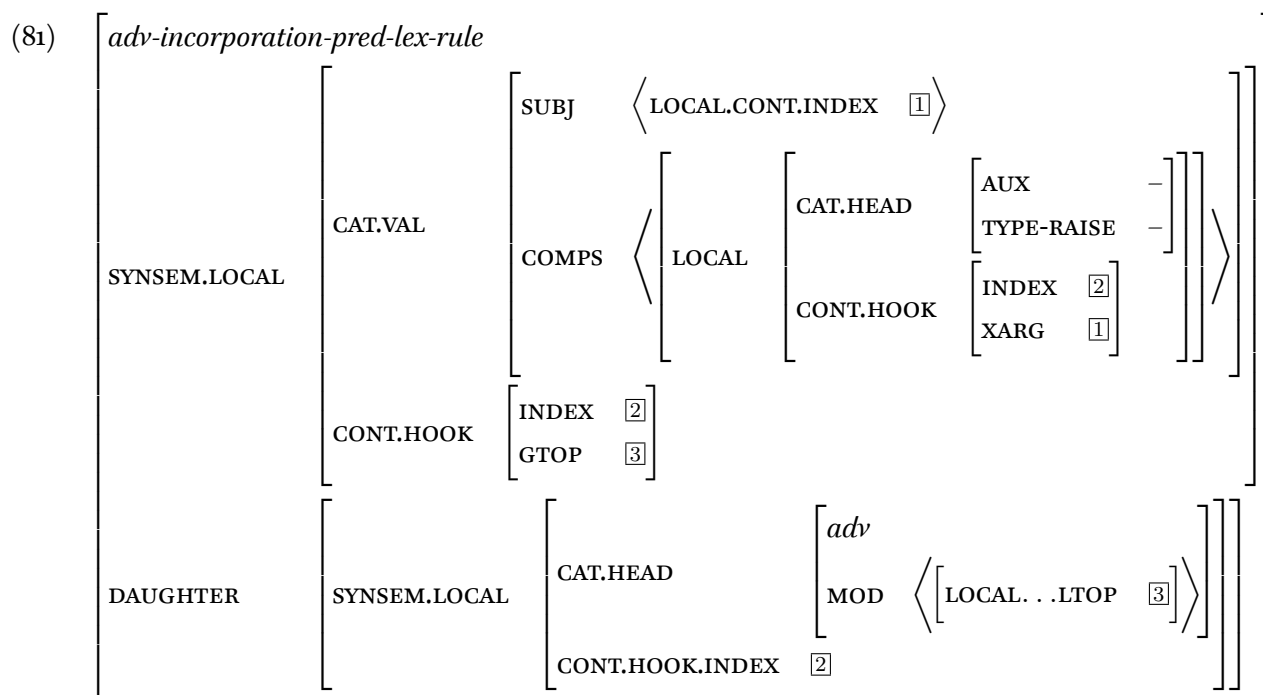 (81) adv-incorporation-pred-lex-rule
SUBJ ⟨LOCAL.CONT.INDEX 1⟩
AUX –
CAT.HEAD
TYPE-RAISE –
CAT.VAL
COMPS ⟨ LOCAL ⟩
SYNSEM.LOCAL
INDEX 2
CONT.HOOK
XARG 1
INDEX 2
CONT.HOOK
GTOP 3
adv
CAT.HEAD
DAUGHTER SYNSEM.LOCAL MOD ⟨[LOCAL. . .LTOP 3]⟩
CONT.HOOK.INDEX 2